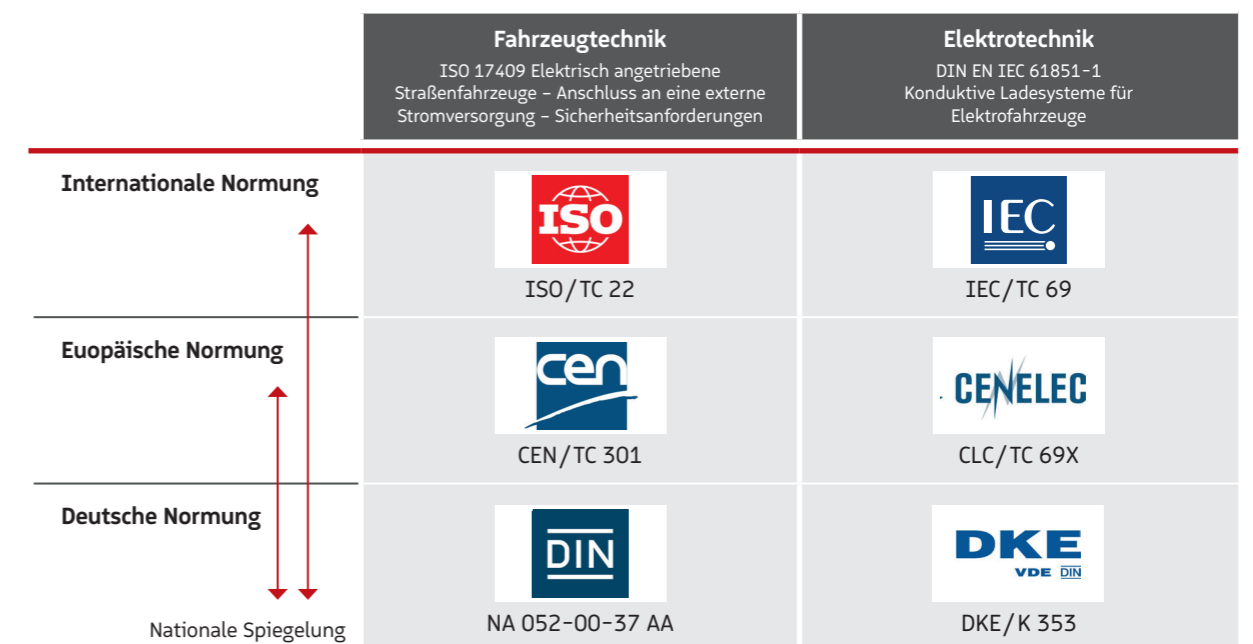 Fahrzeugtechnik
ISO 17409 Elektrisch angetriebene
Straßenfahrzeuge – Anschluss an eine externe
Stromversorgung – Sicherheitsanforderungen
Elektrotechnik
DIN EN IEC 61851-1
Konduktive Ladesysteme für
Elektrofahrzeuge
Internationale Normung
ISO
ISO/TC 22
IEC
IEC/TC 69
Euopäische Normung
cen
CEN/TC 301
CENELEC
CLC/TC 69X
Deutsche Normung
DIN
NA 052-00-37 AA
DKE
VDE DIN
DKE/K 353
Nationale Spiegelung